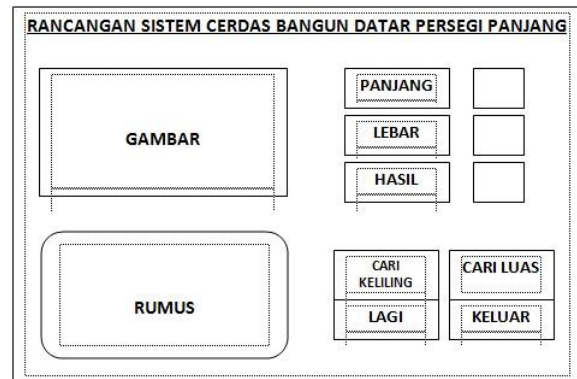 RANCANGAN SISTEM CERDAS BANGUN DATAR PERSEGI PANJANG
GAMBAR
PANJANG
LEBAR
HASIL
RUMUS
CARI
KELILING
CARI LUAS
LAGI
KELUAR